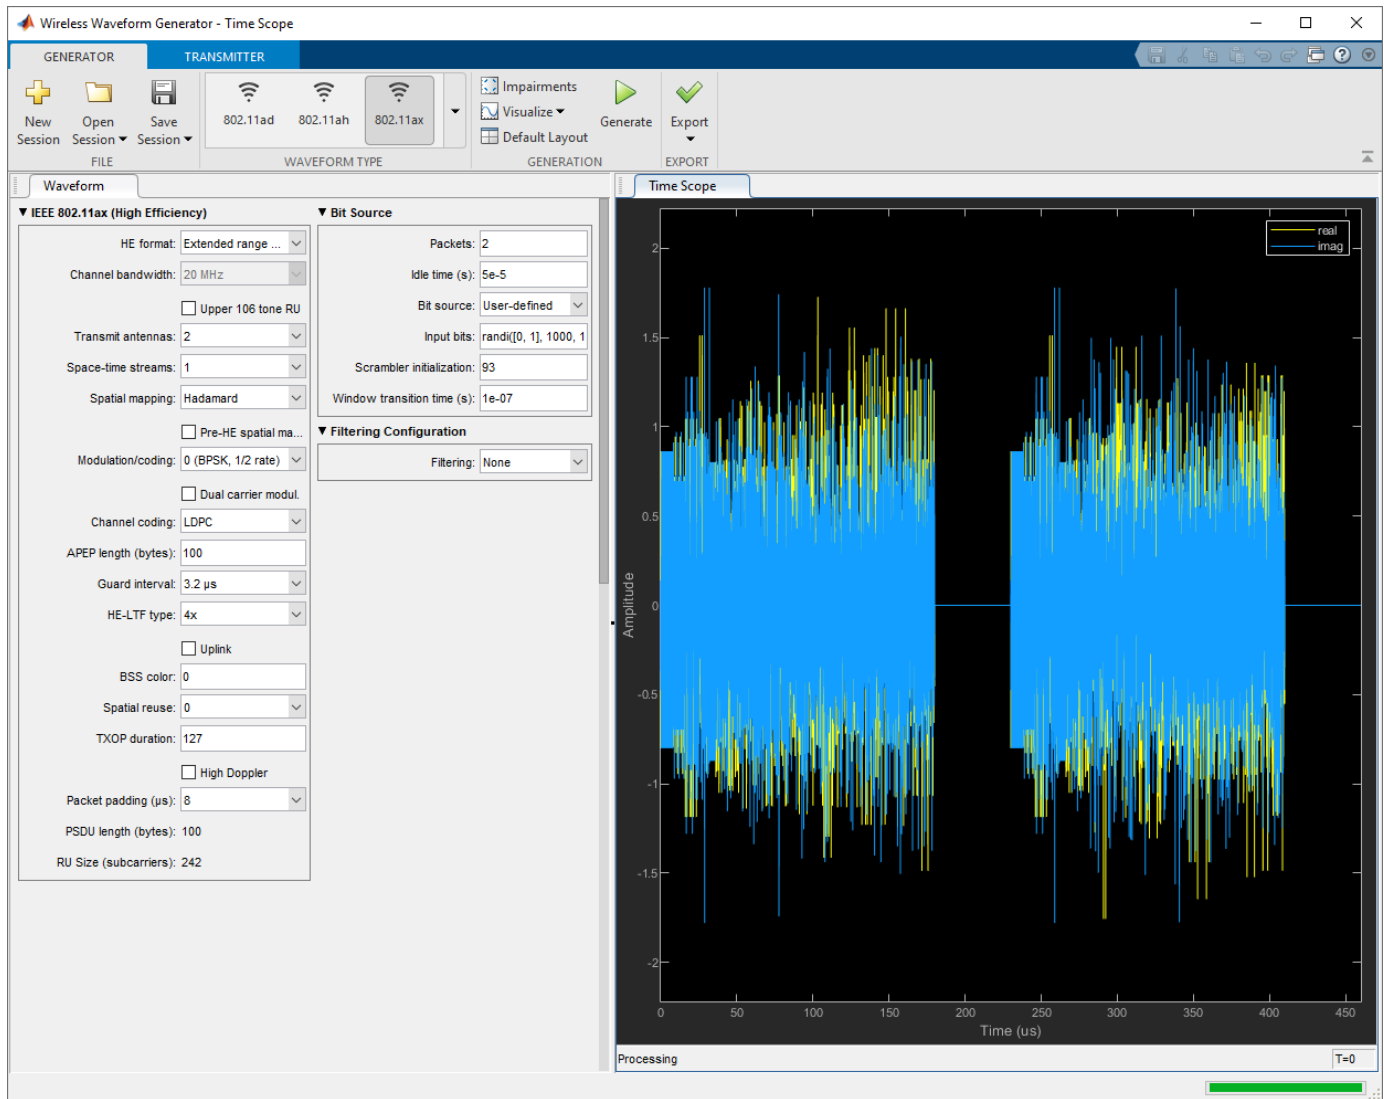 Wireless Waveform Generator - Time Scope
GENERATOR
TRANSMITTER
New Session
Open Session
Save Session
FILE
802.11ad
802.11ah
802.11ax
WAVEFORM TYPE
Impairments
Visualize
Default Layout
Generate
GENERATION
Export
EXPORT
Waveform
IEEE 802.11ax (High Efficiency)
HE format: Extended range ...
Channel bandwidth: 20 MHz
Upper 106 tone RU
Transmit antennas: 2
Space-time streams: 1
Spatial mapping: Hadamard
Pre-HE spatial ma...
Modulation/coding: 0 (BPSK, 1/2 rate)
Dual carrier modul.
Channel coding: LDPC
APEP length (bytes): 100
Guard interval: 3.2 µs
HE-LTF type: 4x
Uplink
BSS color: 0
Spatial reuse: 0
TXOP duration: 127
High Doppler
Packet padding (µs): 8
PSDU length (bytes): 100
RU Size (subcarriers): 242
Bit Source
Packets: 2
Idle time (s): 5e-5
Bit source: User-defined
Input bits: randi([0, 1], 1000, 1
Scrambler initialization: 93
Window transition time (s): 1e-07
Filtering Configuration
Filtering: None
Time Scope
real
imag
2
1.5
1
0.5
0
-0.5
-1
-1.5
-2
Amplitude
0 50 100 150 200 250 300 350 400 450
Time (us)
Processing
T=0